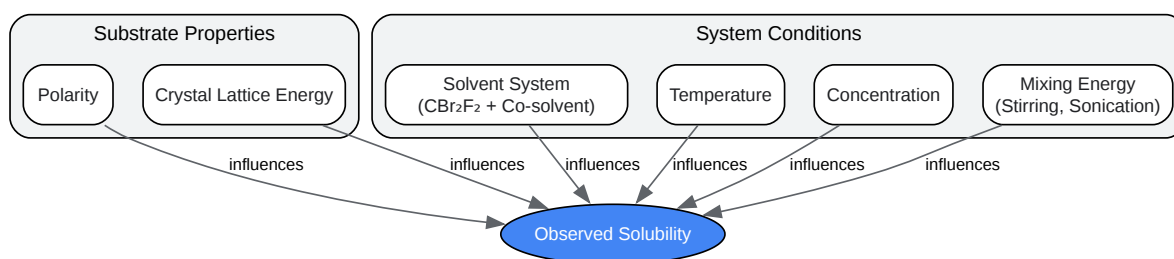 Substrate Properties
System Conditions
Polarity
Crystal Lattice Energy
Solvent System
(CBr₂F₂ + Co-solvent)
Temperature
Concentration
Mixing Energy
(Stirring, Sonication)
influences
influences
influences
influences
influences
influences
Observed Solubility